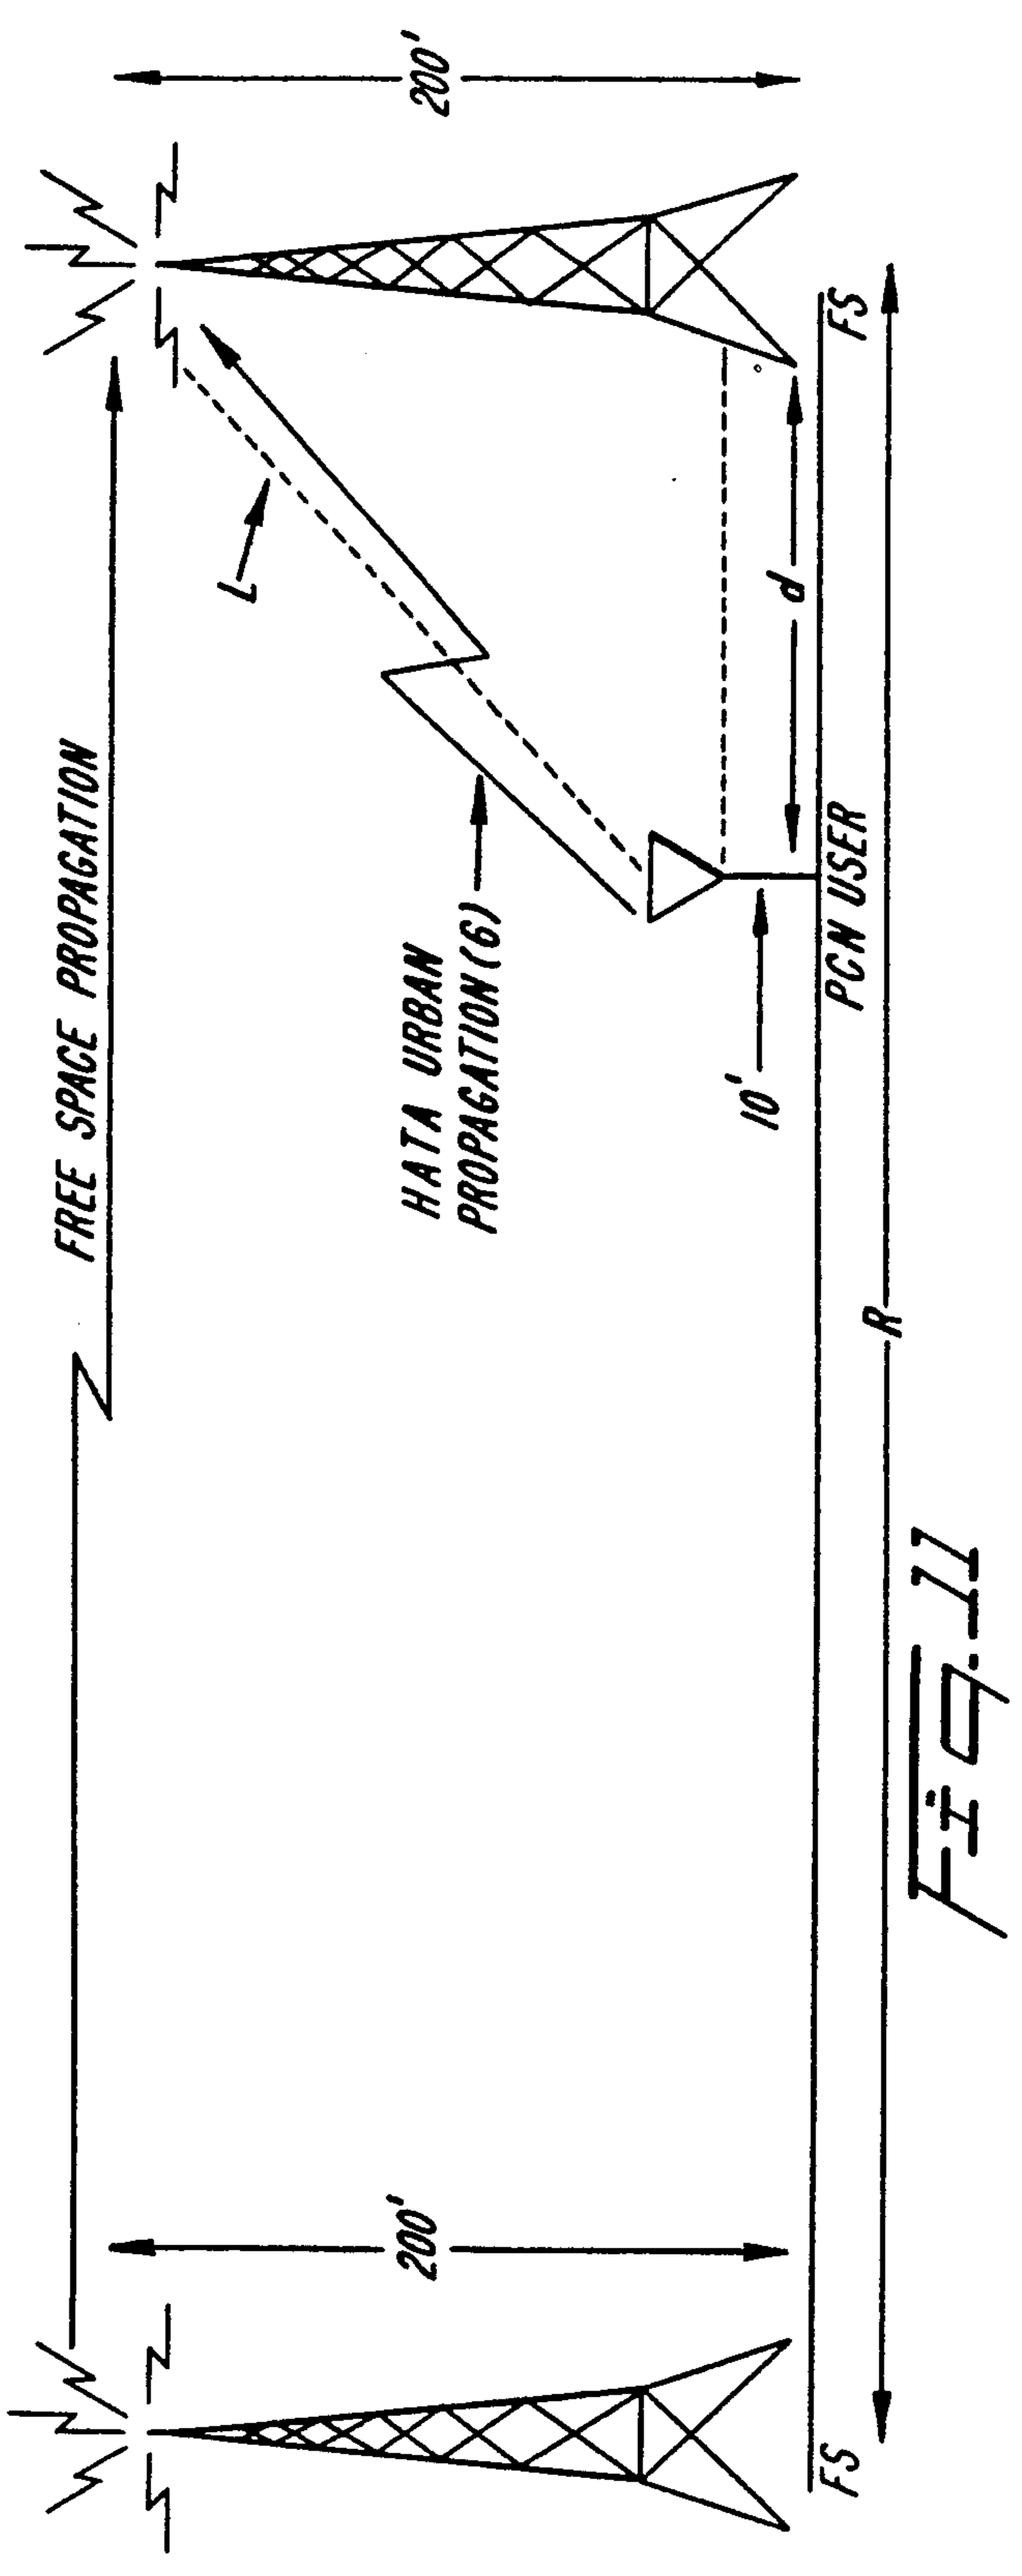 FREE SPACE PROPAGATION
200'
200'
L
HATA URBAN
PROPAGATION(6)
10'
d
FS
PCN USER
FS
R
Fig. 11